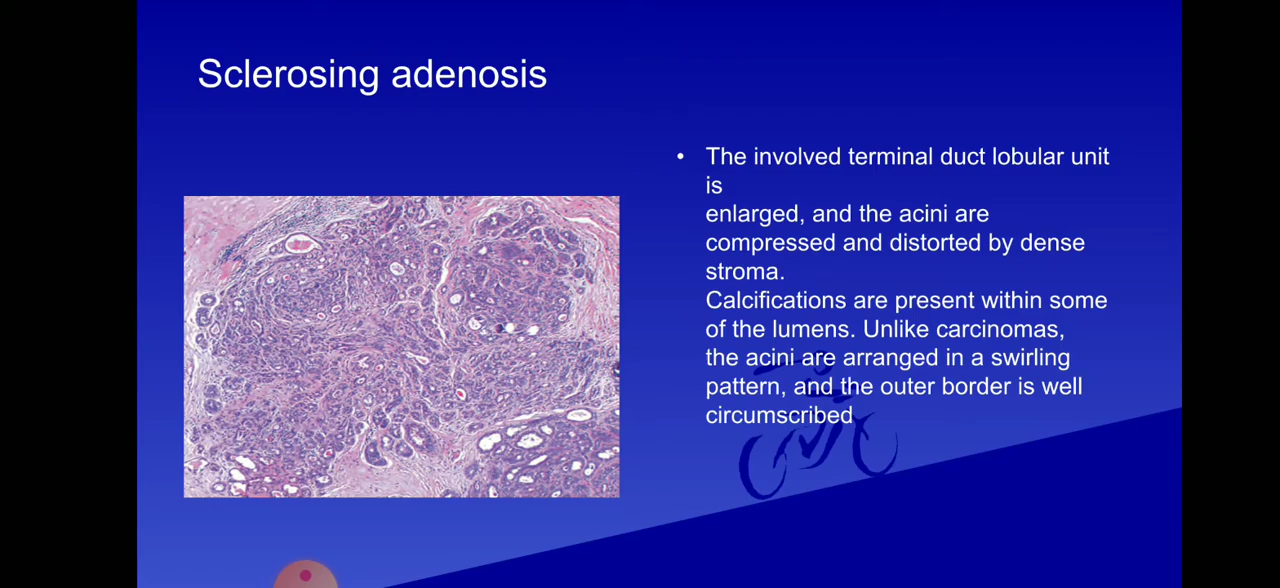 Sclerosing adenosis
• The involved terminal duct lobular unit
is
enlarged, and the acini are
compressed and distorted by dense
stroma.
Calcifications are present within some
of the lumens. Unlike carcinomas,
the acini are arranged in a swirling
pattern, and the outer border is well
circumscribed